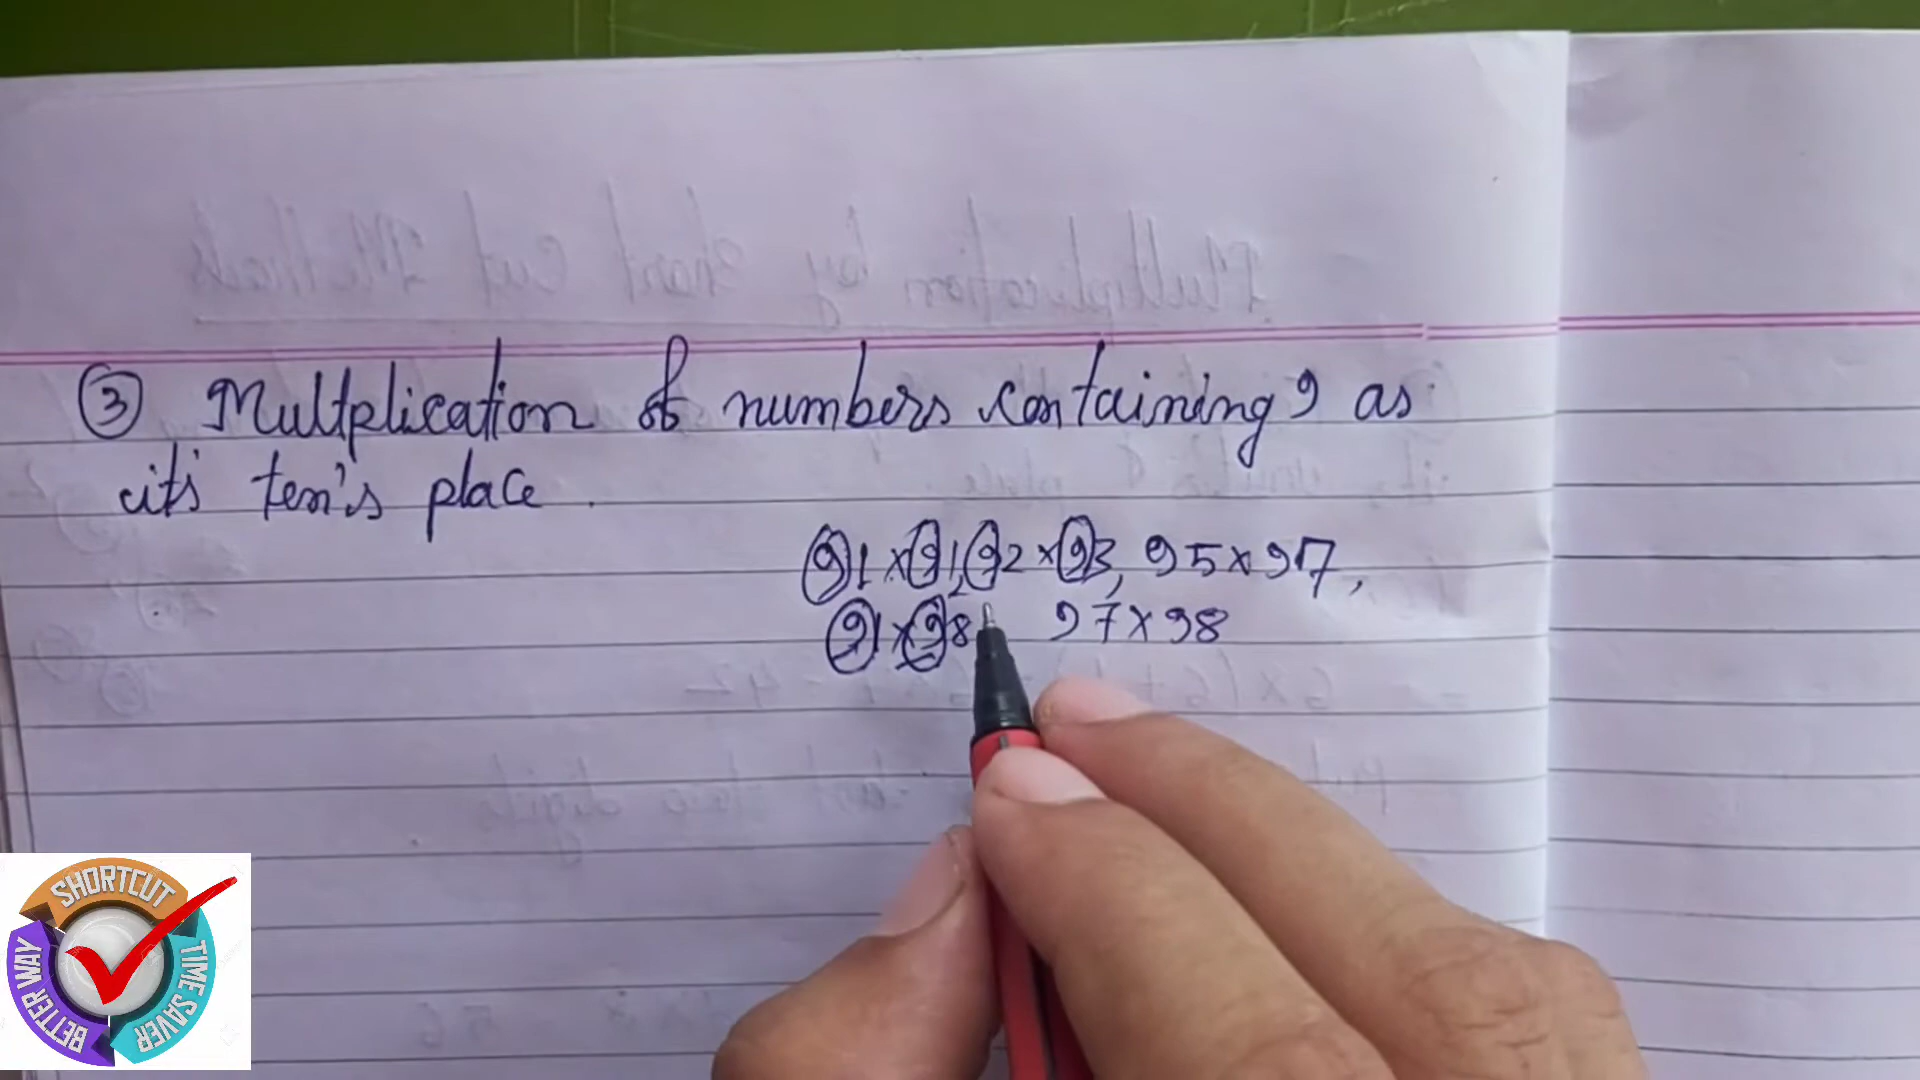 ③ Multplication of numbers containing 9 as
its ten's place.
91 x 91, 92 x 93, 95 x 97,
91 x 98 97 x 98
SHORTCUT
TIME SAVER
BETTER WAY